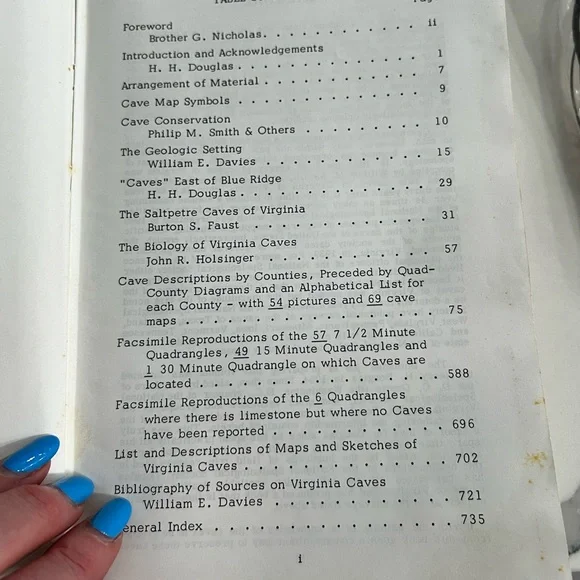 TABLE
Foreword
Brother G. Nicholas . . . . . . . . . . . . ii
Introduction and Acknowledgements
H. H. Douglas . . . . . . . . . . . . . . 1
Arrangement of Material . . . . . . . . . . . . 7
Cave Map Symbols . . . . . . . . . . . . . . 9
Cave Conservation
Philip M. Smith & Others . . . . . . . . . 10
The Geologic Setting
William E. Davies . . . . . . . . . . . . 15
"Caves" East of Blue Ridge
H. H. Douglas . . . . . . . . . . . . . . 29
The Saltpetre Caves of Virginia
Burton S. Faust . . . . . . . . . . . . . 31
The Biology of Virginia Caves
John R. Holsinger . . . . . . . . . . . . 57
Cave Descriptions by Counties, Preceded by Quad-
County Diagrams and an Alphabetical List for
each County - with 54 pictures and 69 cave
maps . . . . . . . . . . . . . . . . . . 75
Facsimile Reproductions of the 57 7 1/2 Minute
Quadrangles, 49 15 Minute Quadrangles and
1 30 Minute Quadrangle on which Caves are
located . . . . . . . . . . . . . . . . . 588
Facsimile Reproductions of the 6 Quadrangles
where there is limestone but where no Caves
have been reported . . . . . . . . . . . . 696
List and Descriptions of Maps and Sketches of
Virginia Caves . . . . . . . . . . . . . . 702
Bibliography of Sources on Virginia Caves
William E. Davies . . . . . . . . . . . . 721
General Index . . . . . . . . . . . . . . . . 735
i